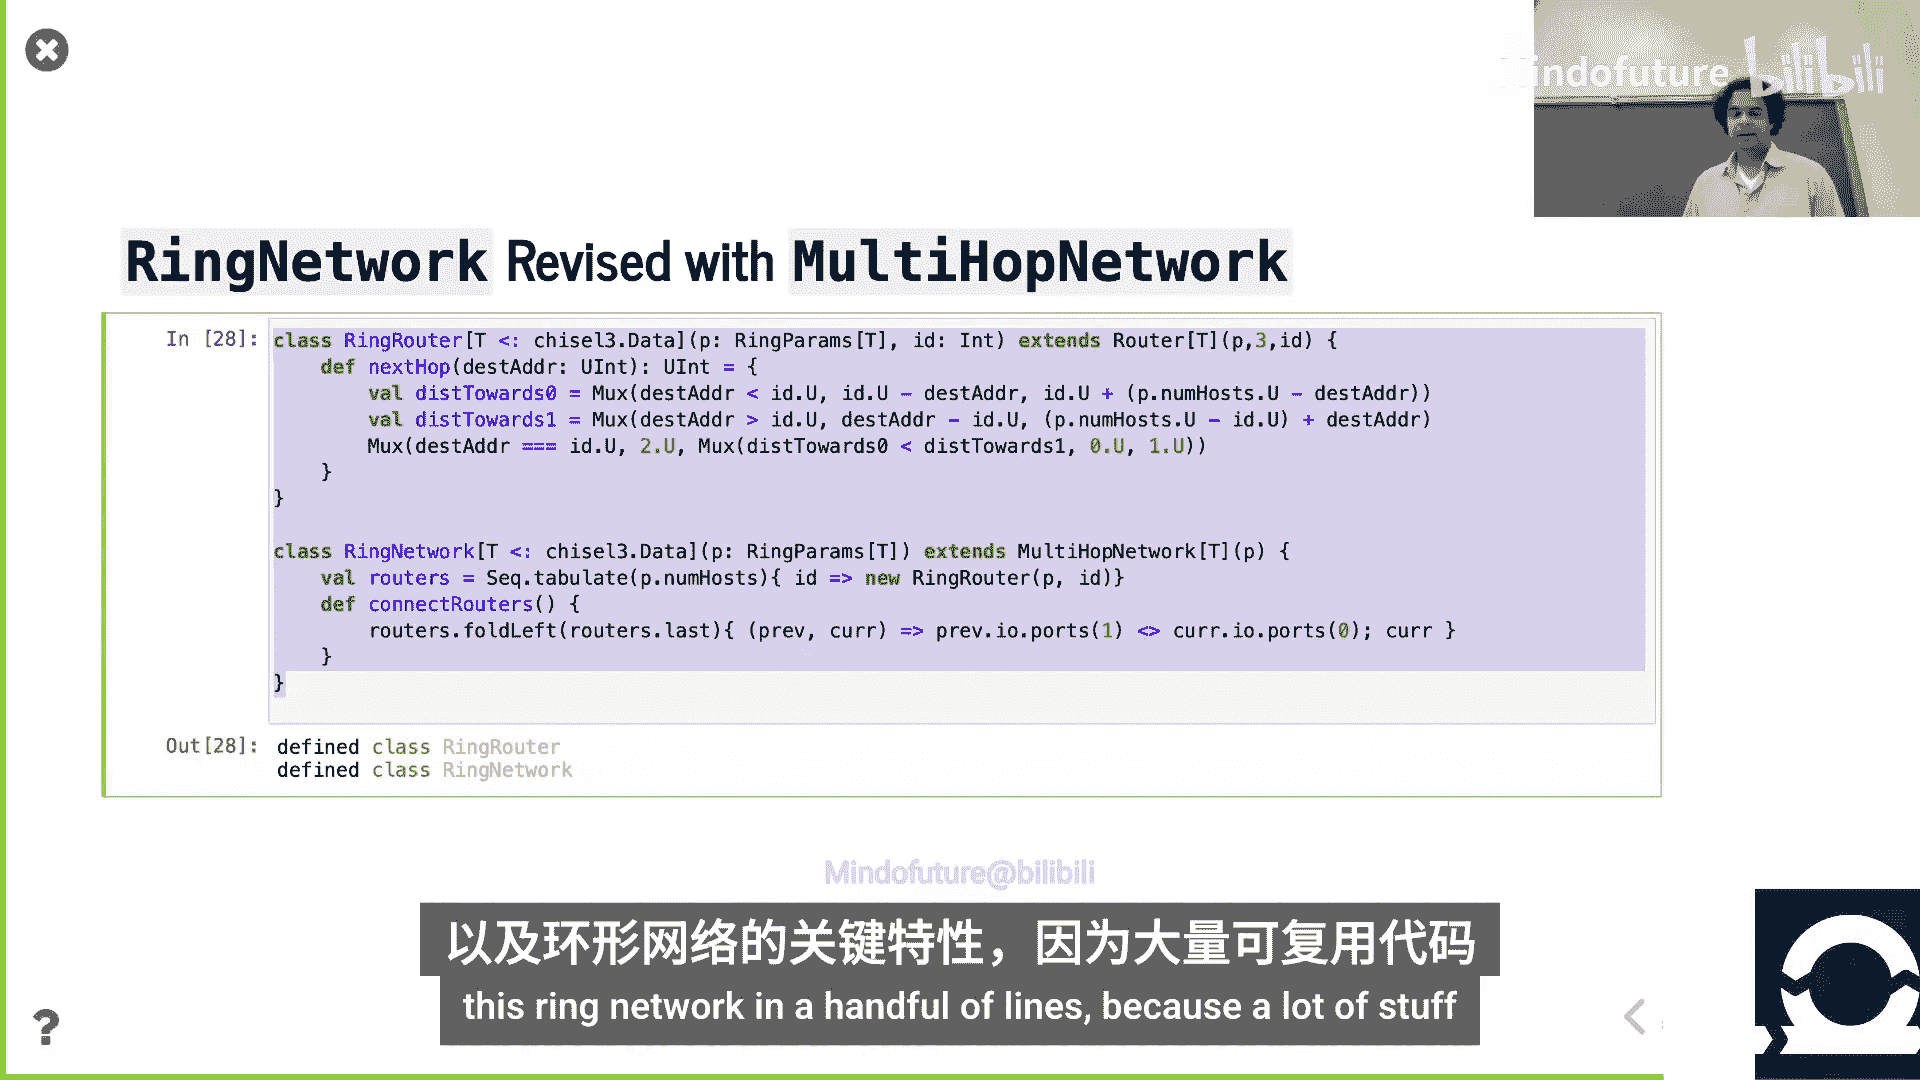 indofuture bilibili
RingNetwork Revised with MultiHopNetwork
In [28]:
class RingRouter[T <: chisel3.Data](p: RingParams[T], id: Int) extends Router[T](p,3,id) {
    def nextHop(destAddr: UInt): UInt = {
        val distTowards0 = Mux(destAddr < id.U, id.U - destAddr, id.U + (p.numHosts.U - destAddr))
        val distTowards1 = Mux(destAddr > id.U, destAddr - id.U, (p.numHosts.U - id.U) + destAddr)
        Mux(destAddr === id.U, 2.U, Mux(distTowards0 < distTowards1, 0.U, 1.U))
    }
}
class RingNetwork[T <: chisel3.Data](p: RingParams[T]) extends MultiHopNetwork[T](p) {
    val routers = Seq.tabulate(p.numHosts){ id => new RingRouter(p, id)}
    def connectRouters() {
        routers.foldLeft(routers.last){ (prev, curr) => prev.io.ports(1) <> curr.io.ports(0); curr }
    }
}
Out[28]: defined class RingRouter
defined class RingNetwork
Mindofuture@bilibili
以及环形网络的关键特性，因为大量可复用代码
this ring network in a handful of lines, because a lot of stuff
?